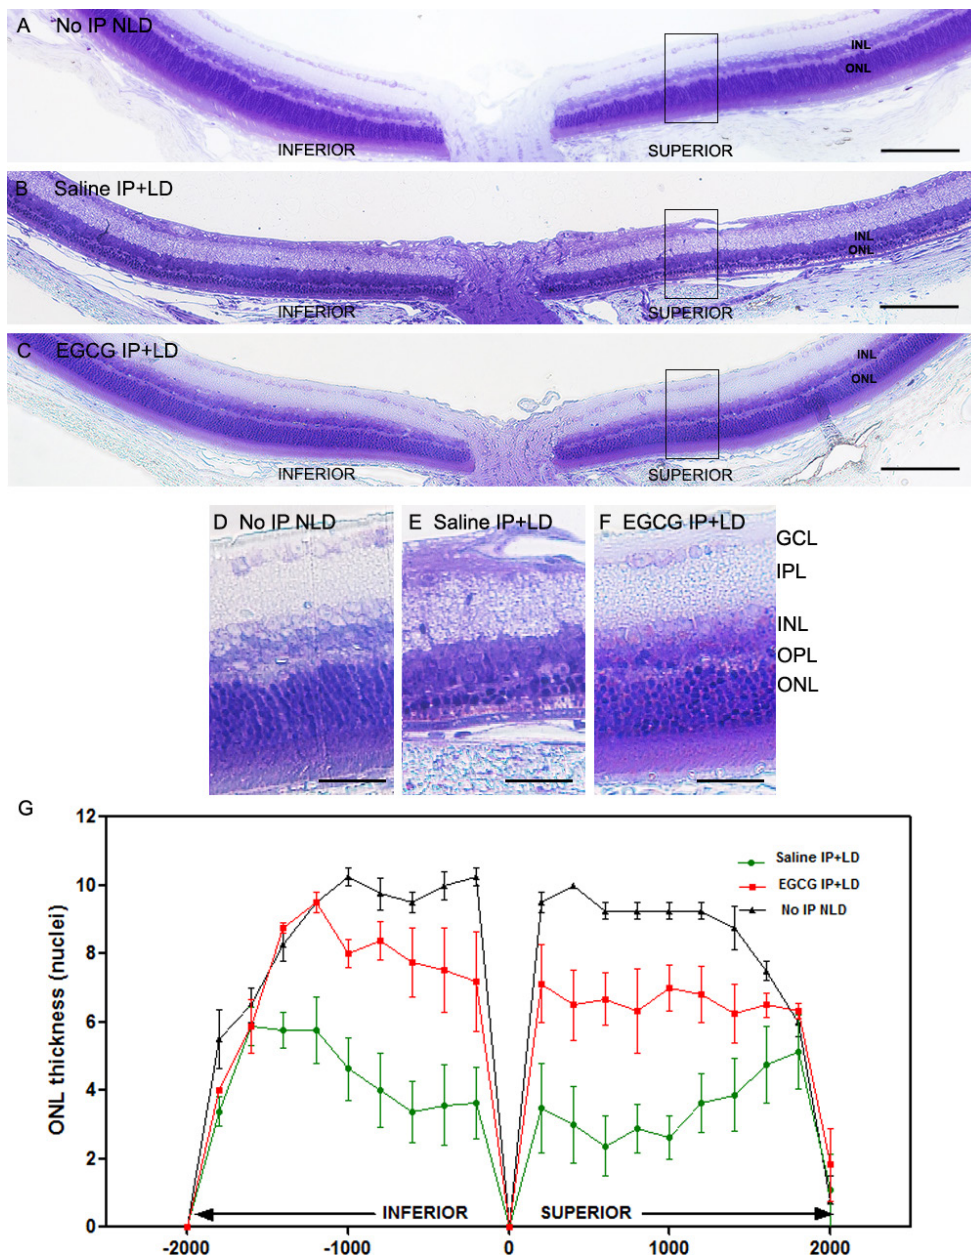 A No IP NLD
INL
ONL
INFERIOR
SUPERIOR
B Saline IP+LD
INL
ONL
INFERIOR
SUPERIOR
C EGCG IP+LD
INL
ONL
INFERIOR
SUPERIOR
D No IP NLD
E Saline IP+LD
F EGCG IP+LD
GCL
IPL
INL
OPL
ONL
G
ONL thickness (nuclei)
12
10
8
6
4
2
0
Saline IP+LD
EGCG IP+LD
No IP NLD
INFERIOR
SUPERIOR
-2000 -1000 0 1000 2000